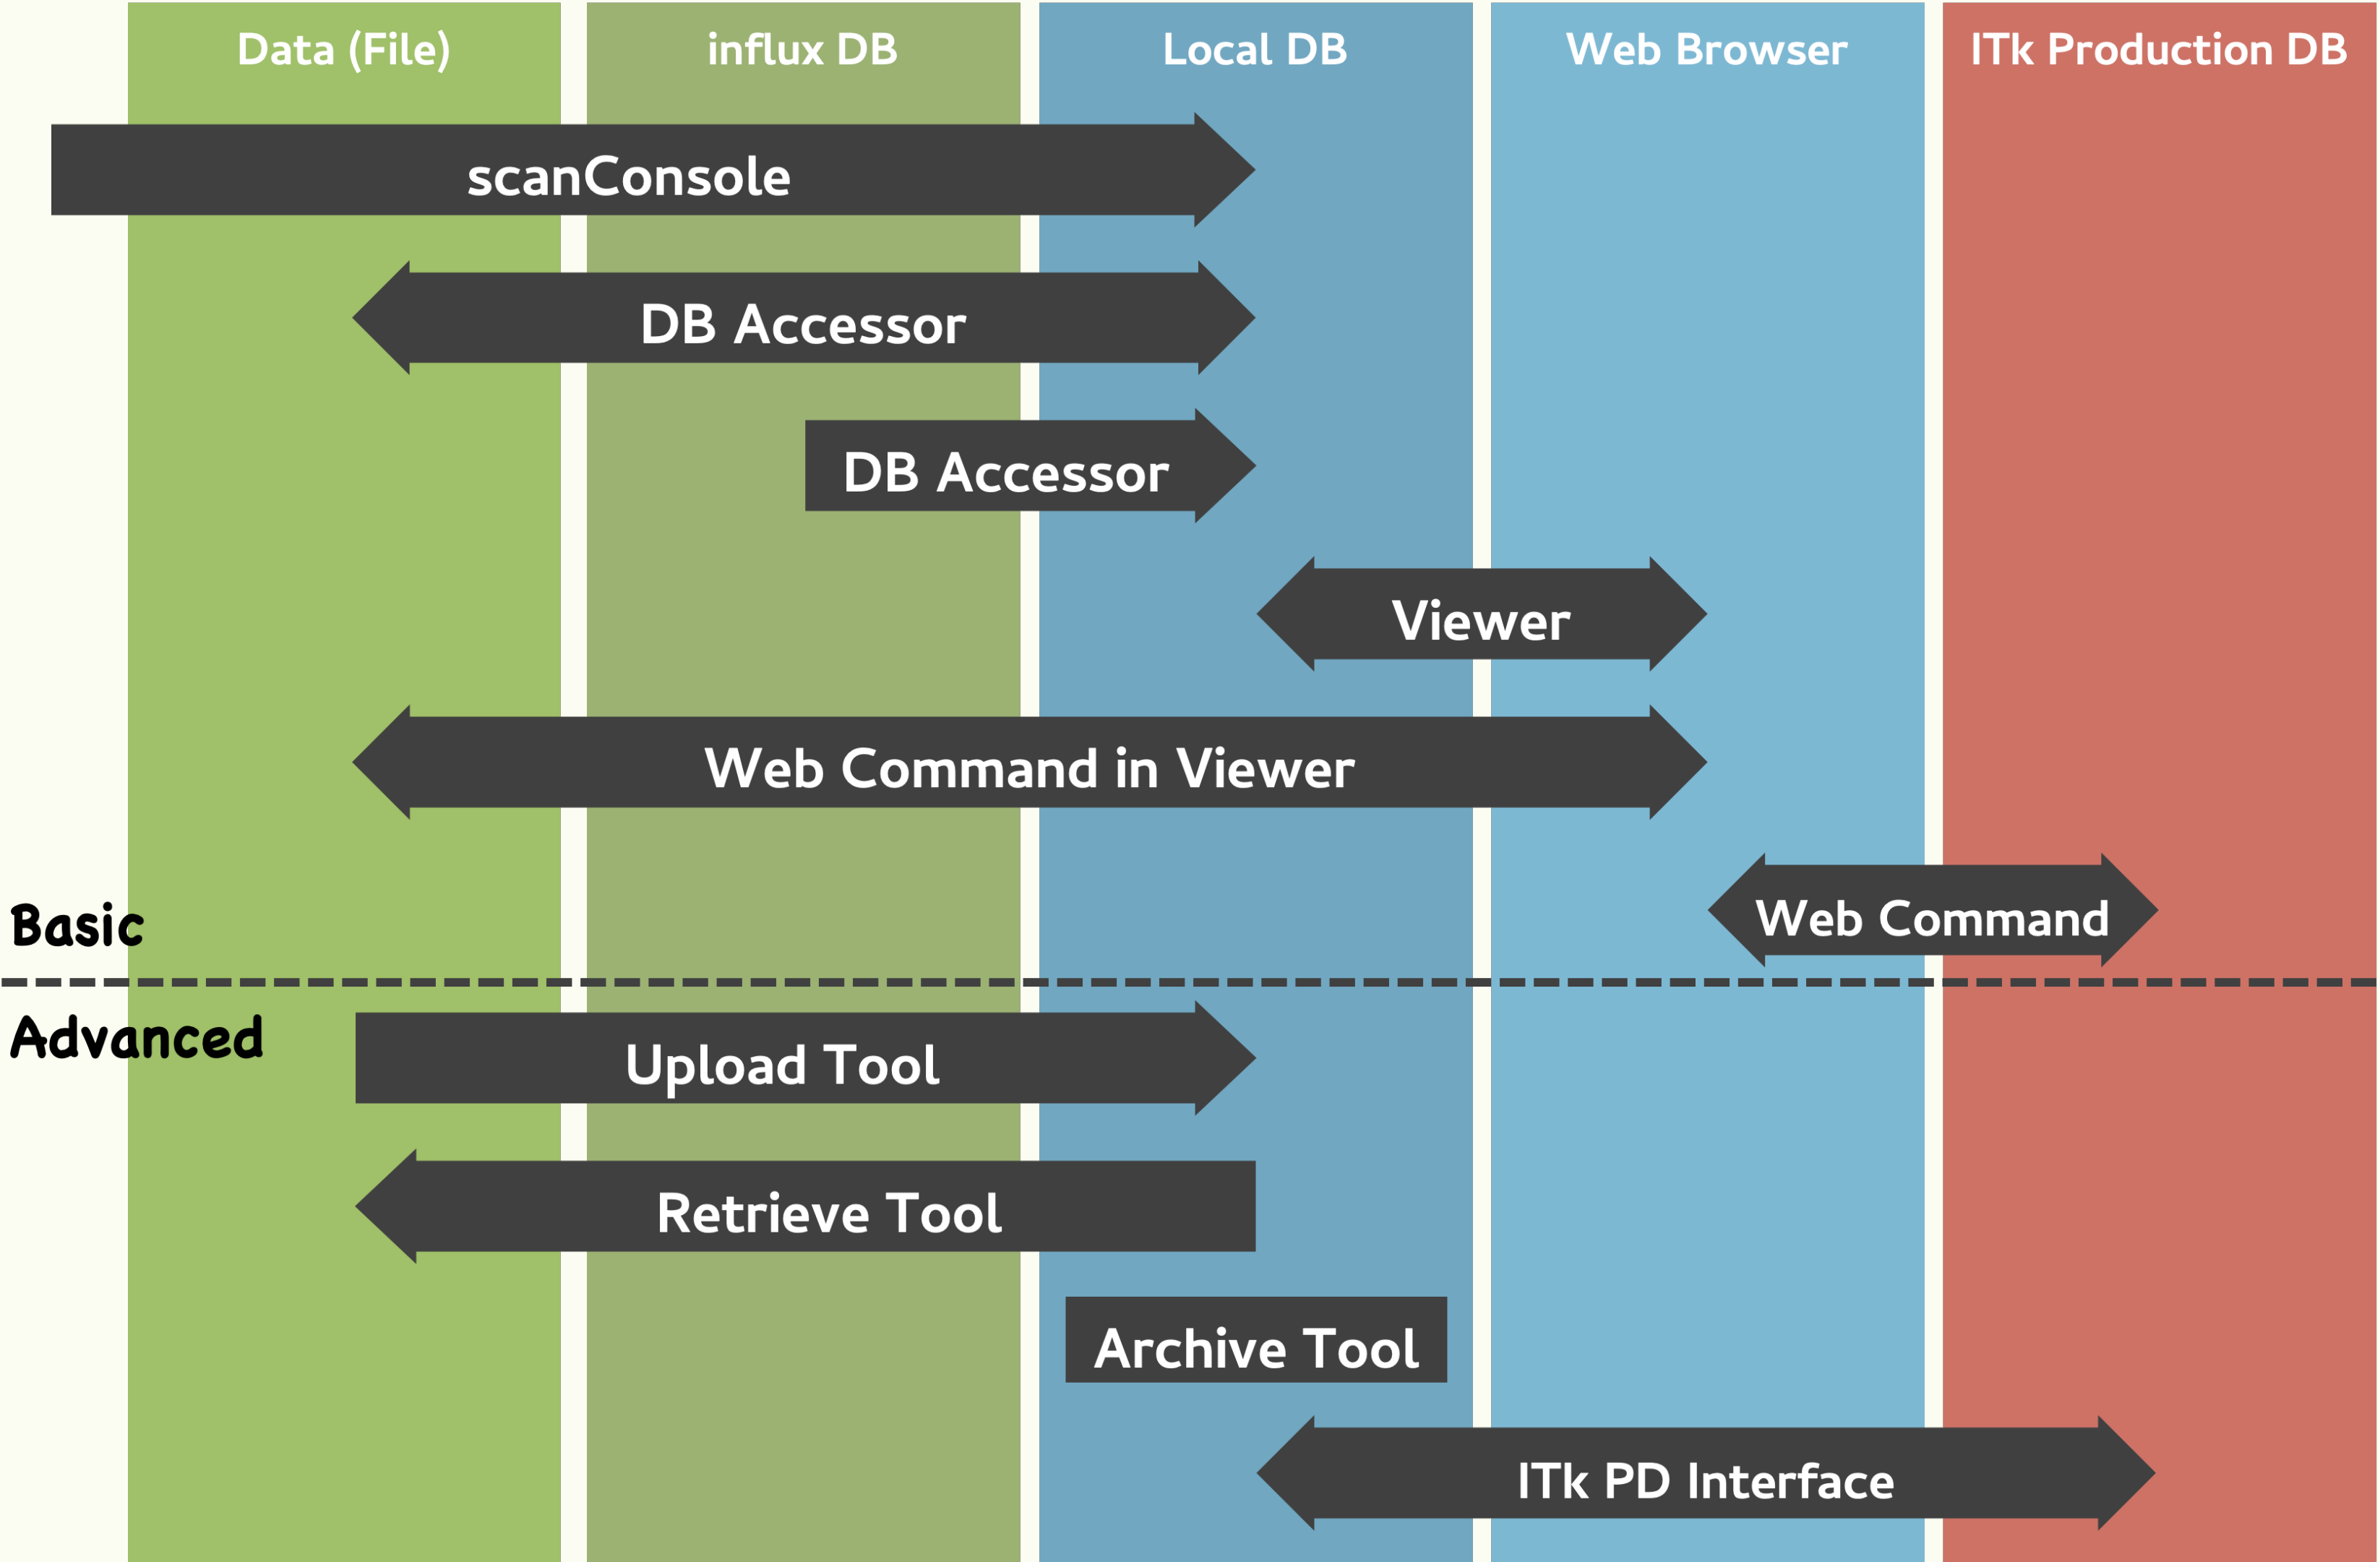 Data (File)
influx DB
Local DB
Web Browser
ITk Production DB
scanConsole
DB Accessor
DB Accessor
Viewer
Web Command in Viewer
Web Command
Basic
Advanced
Upload Tool
Retrieve Tool
Archive Tool
ITk PD Interface